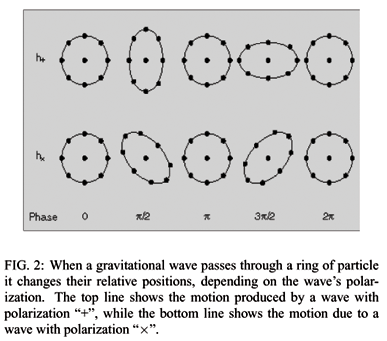 h+
hx
Phase 0 π/2 π 3π/2 2π
FIG. 2: When a gravitational wave passes through a ring of particle
it changes their relative positions, depending on the wave's polar-
ization. The top line shows the motion produced by a wave with
polarization “+”, while the bottom line shows the motion due to a
wave with polarization “×”.